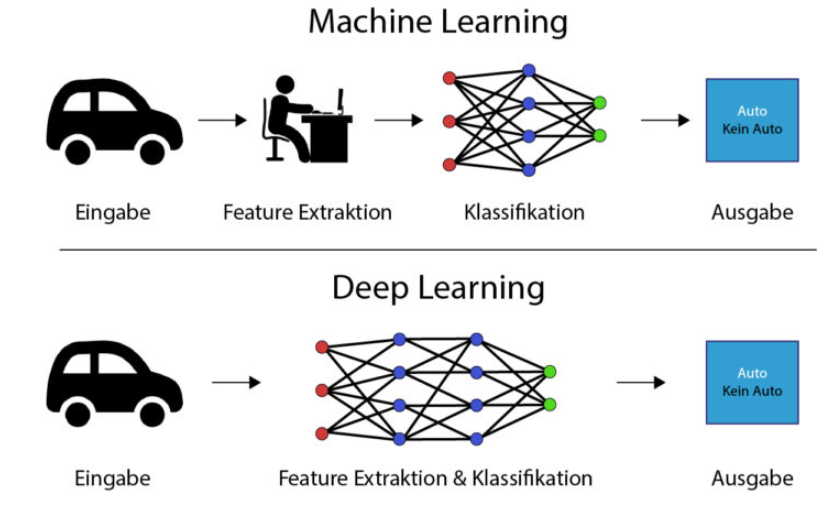 Machine Learning
Auto
Kein Auto
Eingabe
Feature Extraktion
Klassifikation
Ausgabe
Deep Learning
Auto
Kein Auto
Eingabe
Feature Extraktion & Klassifikation
Ausgabe